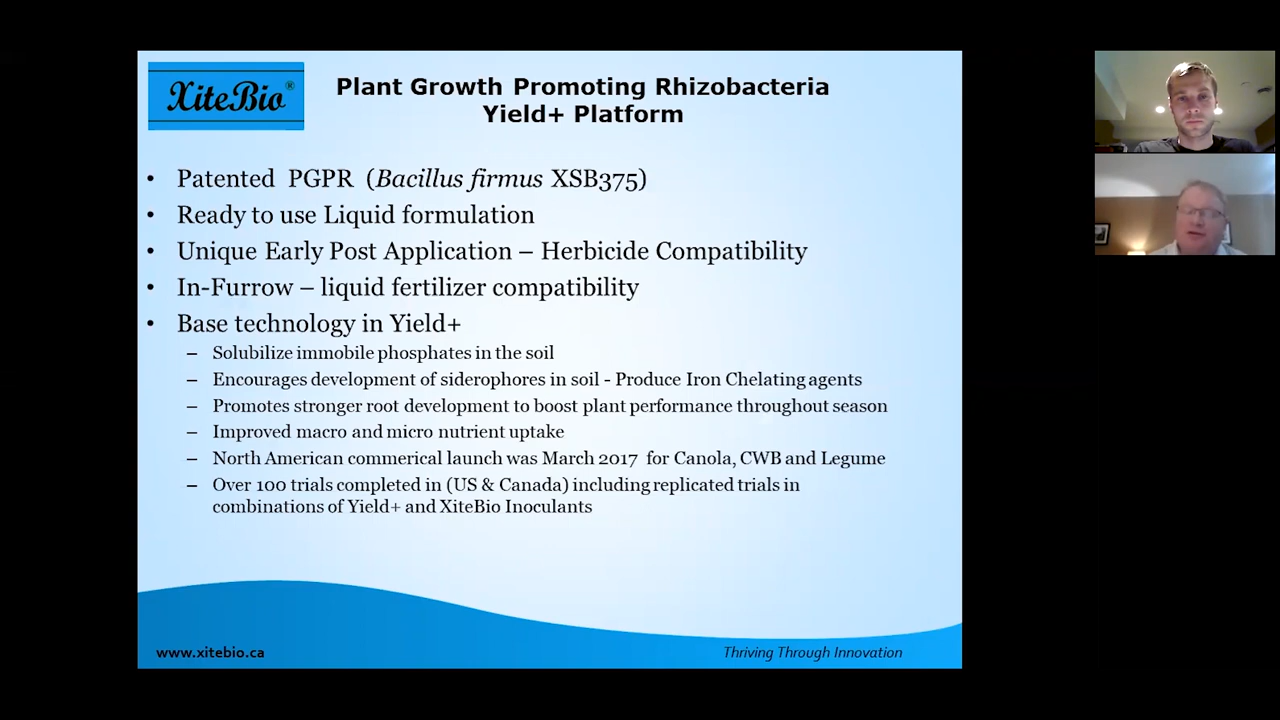 XiteBio®
Plant Growth Promoting Rhizobacteria
Yield+ Platform
• Patented PGPR (Bacillus firmus XSB375)
• Ready to use Liquid formulation
• Unique Early Post Application – Herbicide Compatibility
• In-Furrow – liquid fertilizer compatibility
• Base technology in Yield+
– Solubilize immobile phosphates in the soil
– Encourages development of siderophores in soil - Produce Iron Chelating agents
– Promotes stronger root development to boost plant performance throughout season
– Improved macro and micro nutrient uptake
– North American commerical launch was March 2017 for Canola, CWB and Legume
– Over 100 trials completed in (US & Canada) including replicated trials in
combinations of Yield+ and XiteBio Inoculants
www.xitebio.ca
Thriving Through Innovation